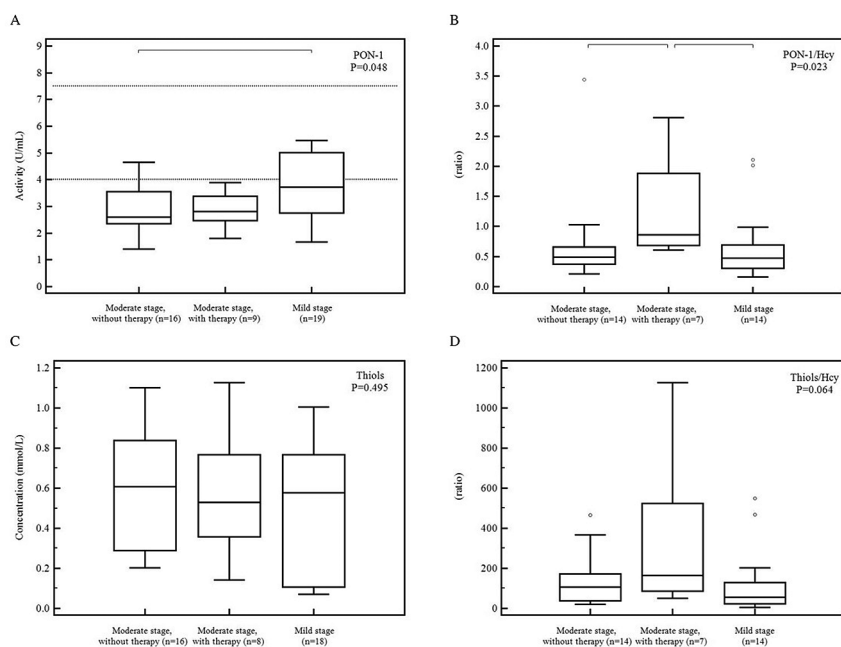 A
PON-1
P=0.048
Activity (U/mL)
9
8
7
6
5
4
3
2
1
0
Moderate stage,
without therapy (n=16)
Moderate stage,
with therapy (n=9)
Mild stage
(n=19)
B
PON-1/Hcy
P=0.023
(ratio)
4.0
3.5
3.0
2.5
2.0
1.5
1.0
0.5
0.0
Moderate stage,
without therapy (n=14)
Moderate stage,
with therapy (n=7)
Mild stage
(n=14)
C
Thiols
P=0.495
Concentration (mmol/L)
1.2
1.0
0.8
0.6
0.4
0.2
0.0
Moderate stage,
without therapy (n=16)
Moderate stage,
with therapy (n=8)
Mild stage
(n=18)
D
Thiols/Hcy
P=0.064
(ratio)
1200
1000
800
600
400
200
0
Moderate stage,
without therapy (n=14)
Moderate stage,
with therapy (n=7)
Mild stage
(n=14)